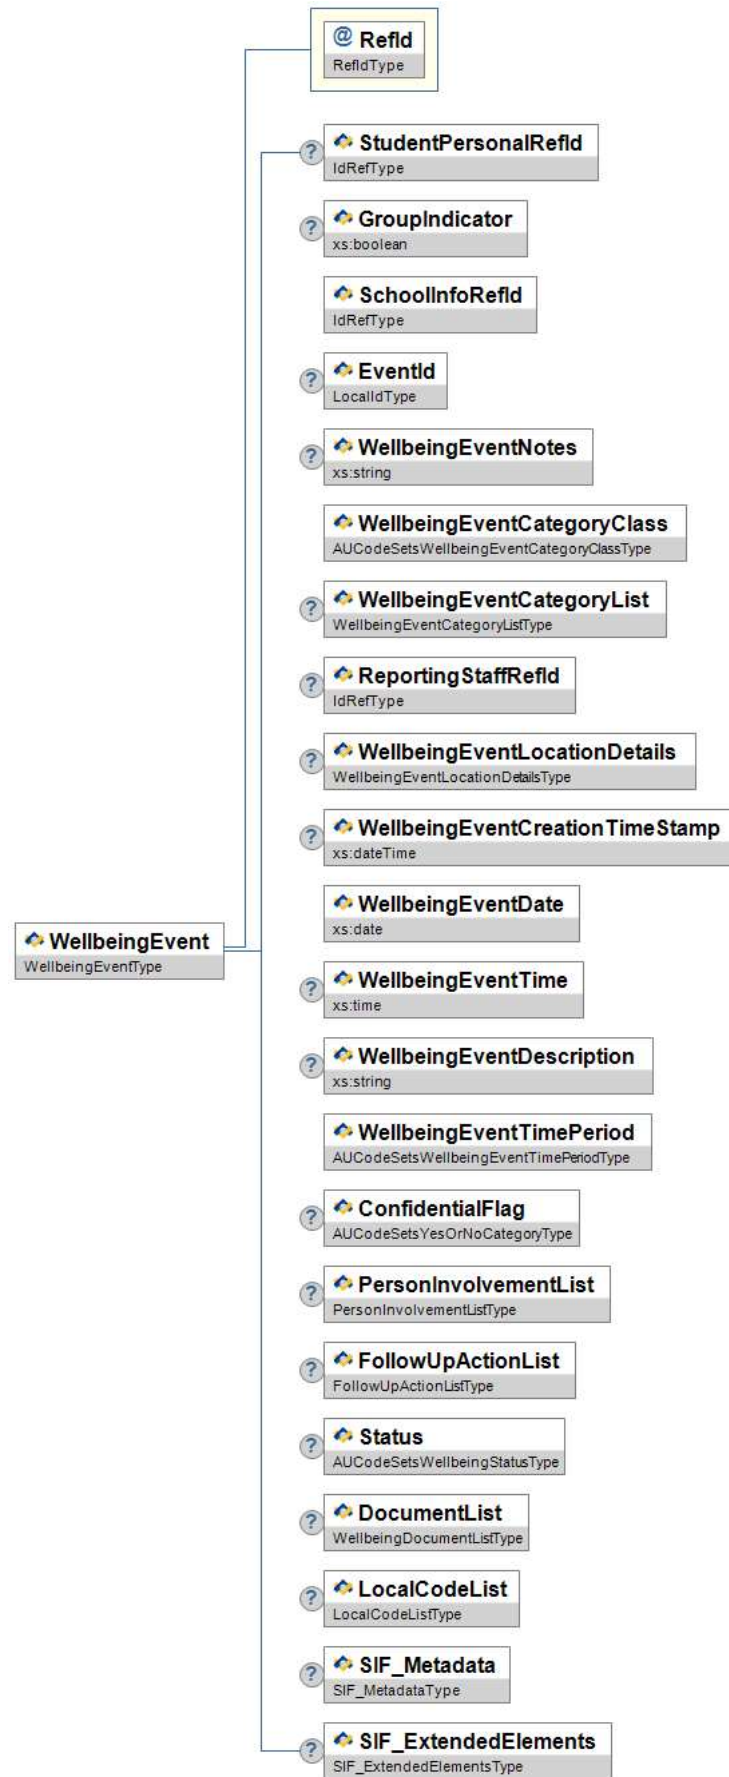 @ RefId
RefIdType
? StudentPersonalRefId
IdRefType
? GroupIndicator
xs:boolean
SchoolInfoRefId
IdRefType
? EventId
LocalIdType
? WellbeingEventNotes
xs:string
WellbeingEventCategoryClass
AUCodeSetsWellbeingEventCategoryClassType
? WellbeingEventCategoryList
WellbeingEventCategoryListType
? ReportingStaffRefId
IdRefType
? WellbeingEventLocationDetails
WellbeingEventLocationDetailsType
? WellbeingEventCreationTimeStamp
xs:dateTime
WellbeingEventDate
xs:date
WellbeingEvent
WellbeingEventType
? WellbeingEventTime
xs:time
? WellbeingEventDescription
xs:string
WellbeingEventTimePeriod
AUCodeSetsWellbeingEventTimePeriodType
? ConfidentialFlag
AUCodeSetsYesOrNoCategoryType
? PersonInvolvementList
PersonInvolvementListType
? FollowUpActionList
FollowUpActionListType
? Status
AUCodeSetsWellbeingStatusType
? DocumentList
WellbeingDocumentListType
? LocalCodeList
LocalCodeListType
? SIF_Metadata
SIF_MetadataType
? SIF_ExtendedElements
SIF_ExtendedElementsType